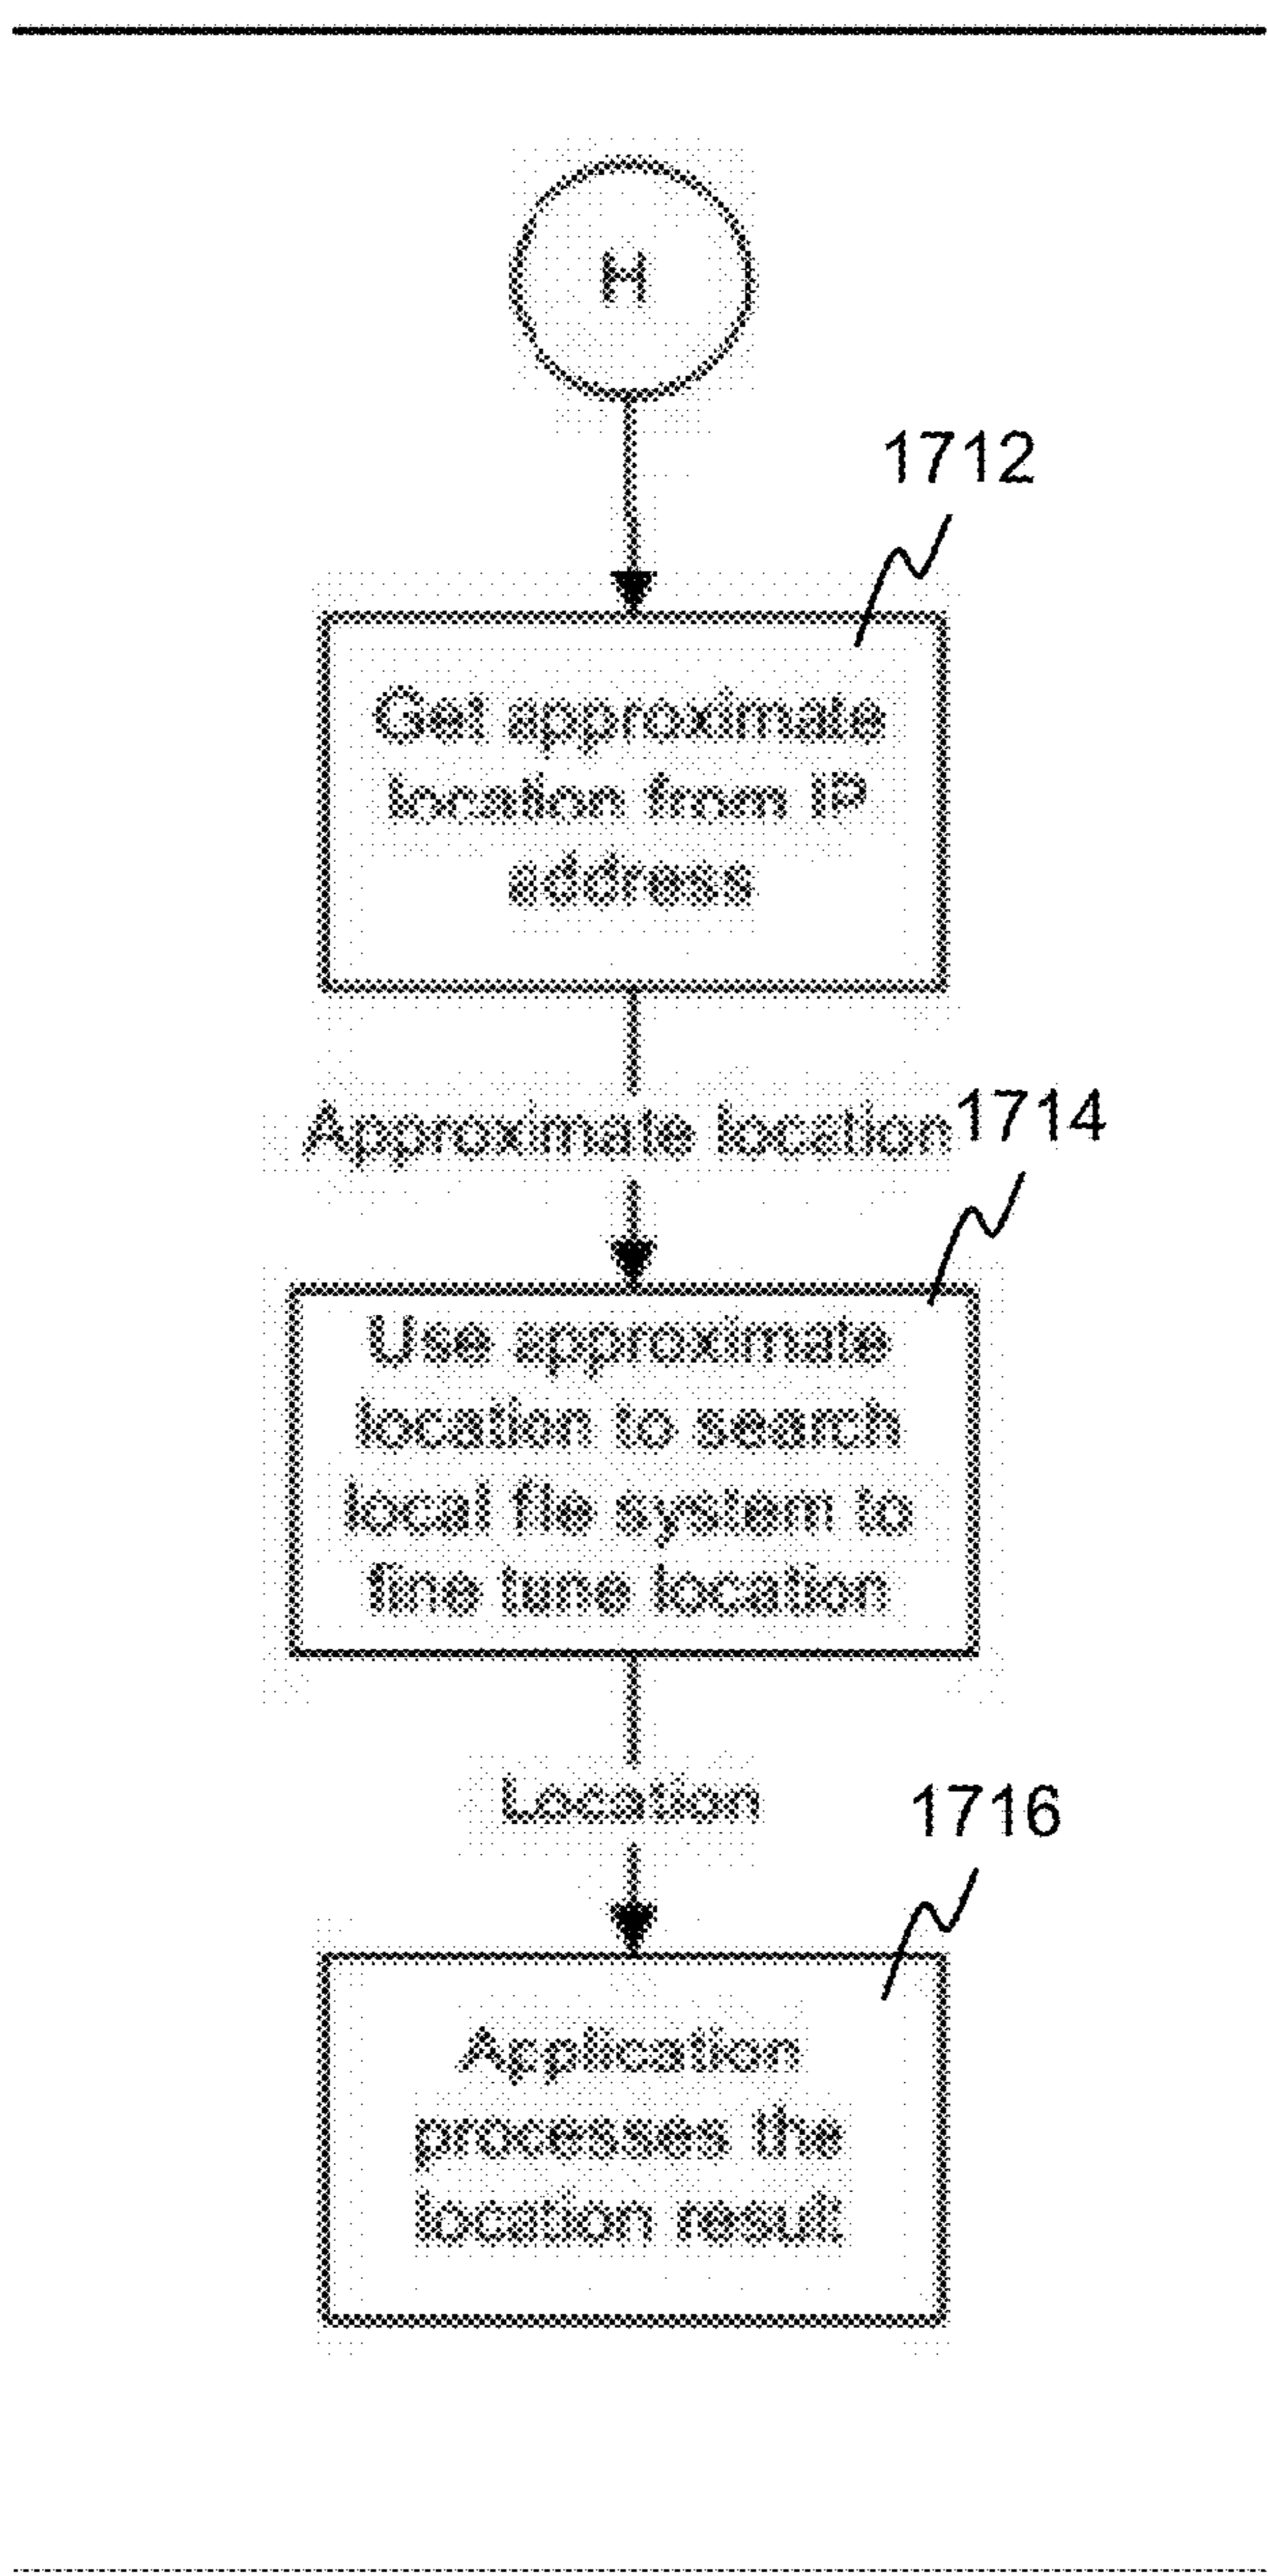 H
1712
Get approximate
location from IP
address
Approximate location
1714
Use approximate
location to search
local file system to
fine tune location
Location
1716
Application
processes the
location result